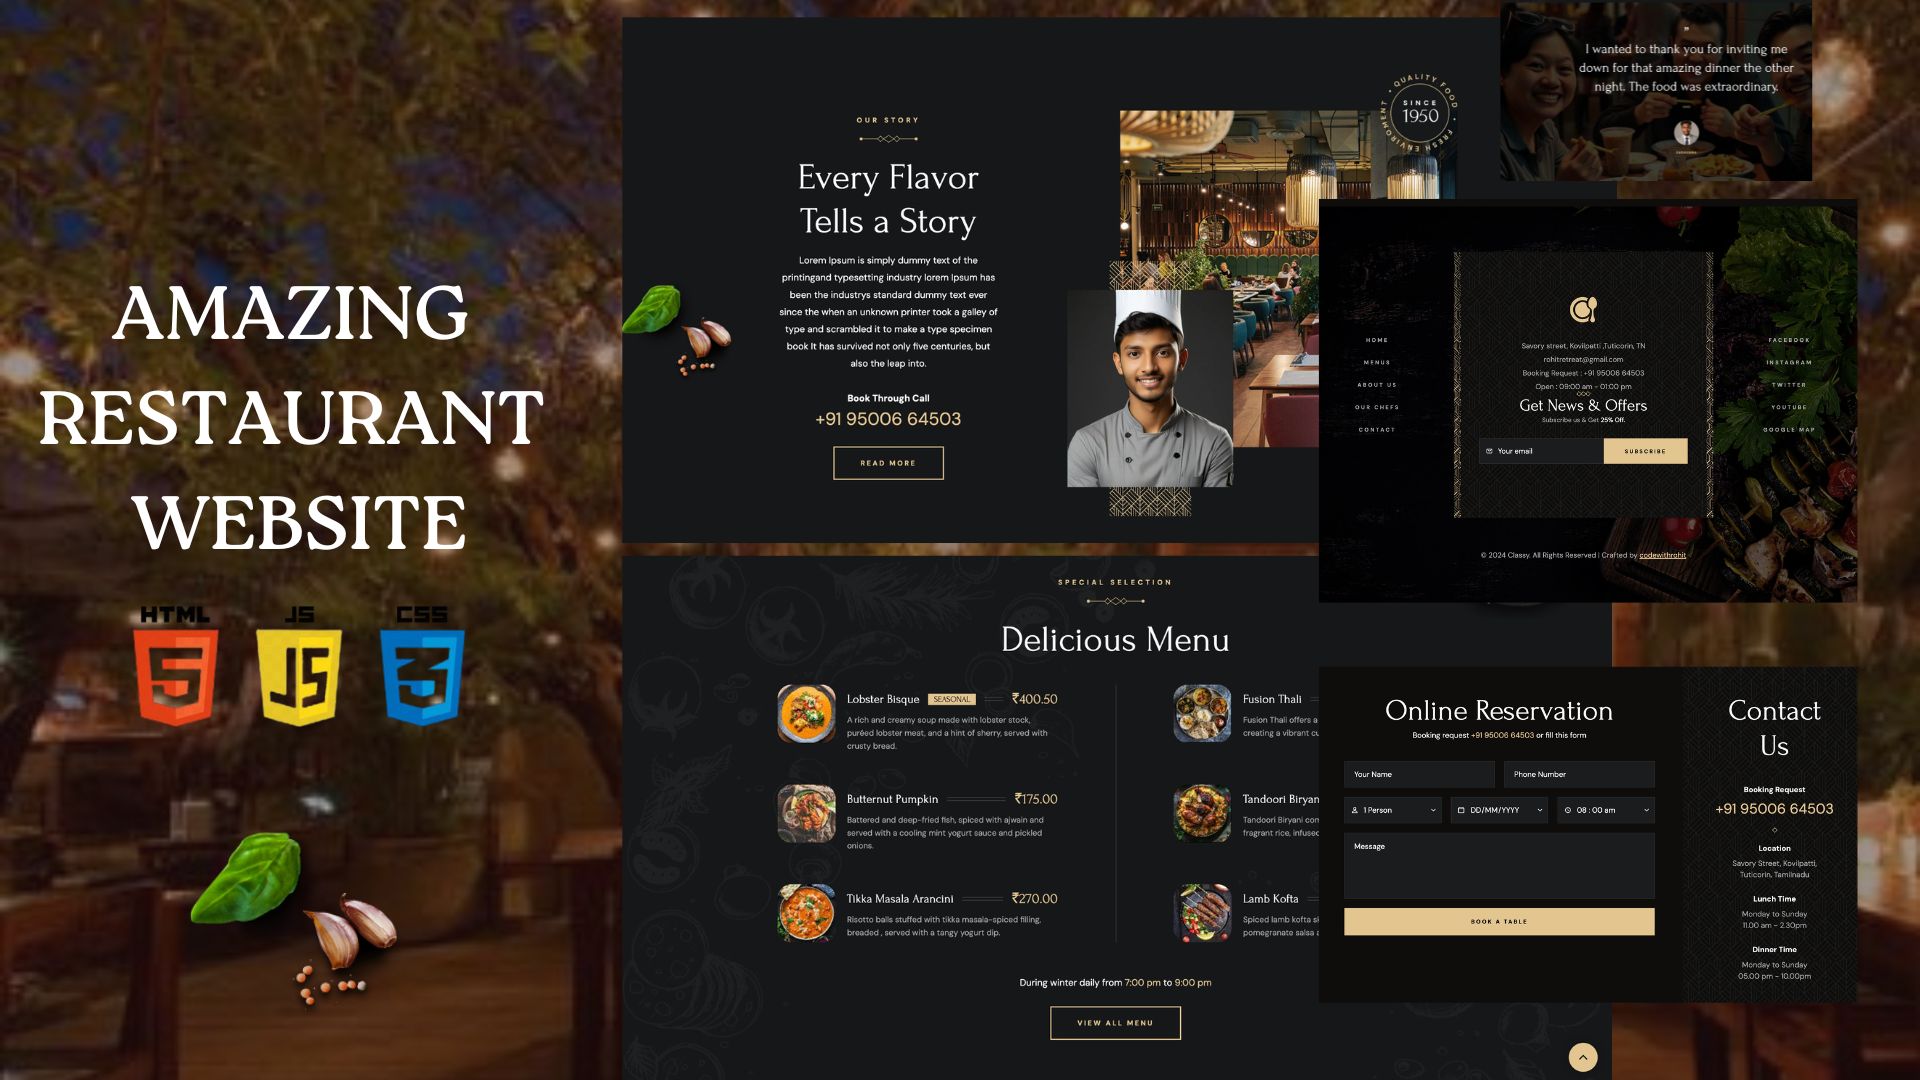 AMAZING
RESTAURANT
WEBSITE
HTML
JS
CSS
5
JS
3
OUR STORY
Every Flavor
Tells a Story
Lorem Ipsum is simply dummy text of the
printingand typesetting industry lorem Ipsum has
been the industrys standard dummy text ever
since the when an unknown printer took a galley of
type and scrambled it to make a type specimen
book It has survived not only five centuries, but
also the leap into.
Book Through Call
+91 95006 64503
READ MORE
• QUALITY FOOD • FRESH ENVIROMENT
SINCE
1950
"
I wanted to thank you for inviting me
down for that amazing dinner the other
night. The food was extraordinary.
HOME
MENUS
ABOUT US
OUR CHEFS
CONTACT
Savory street, Kovilpatti ,Tuticorin, TN
rohitretreat@gmail.com
Booking Request : +91 95006 64503
Open : 09:00 am - 01:00 pm
Get News & Offers
Subscribe us & Get 25% Off.
Your email
SUBSCRIBE
FACEBOOK
INSTAGRAM
TWITTER
YOUTUBE
GOOGLE MAP
© 2024 Classy. All Rights Reserved | Crafted by codewithrohit
SPECIAL SELECTION
Delicious Menu
Lobster Bisque SEASONAL ₹400.50
A rich and creamy soup made with lobster stock,
puréed lobster meat, and a hint of sherry, served with
crusty bread.
Butternut Pumpkin ₹175.00
Battered and deep-fried fish, spiced with ajwain and
served with a cooling mint yogurt sauce and pickled
onions.
Tikka Masala Arancini ₹270.00
Risotto balls stuffed with tikka masala-spiced filling,
breaded , served with a tangy yogurt dip.
Fusion Thali
Fusion Thali offers a
creating a vibrant
Tandoori
Tandoori Biryani
fragrant rice,
Lamb Kofta
Spiced lamb kofta
pomegranate salsa
During winter daily from 7:00 pm to 9:00 pm
VIEW ALL MENU
Online Reservation
Booking request +91 95006 64503 or fill this form
Your Name
Phone Number
1 Person
DD/MM/YYYY
08 : 00 am
Message
BOOK A TABLE
Contact
Us
Booking Request
+91 95006 64503
Location
Savory Street, Kovilpatti,
Tuticorin, Tamilnadu
Lunch Time
Monday to Sunday
11.00 am - 2.30pm
Dinner Time
Monday to Sunday
05.00 pm - 10.00pm